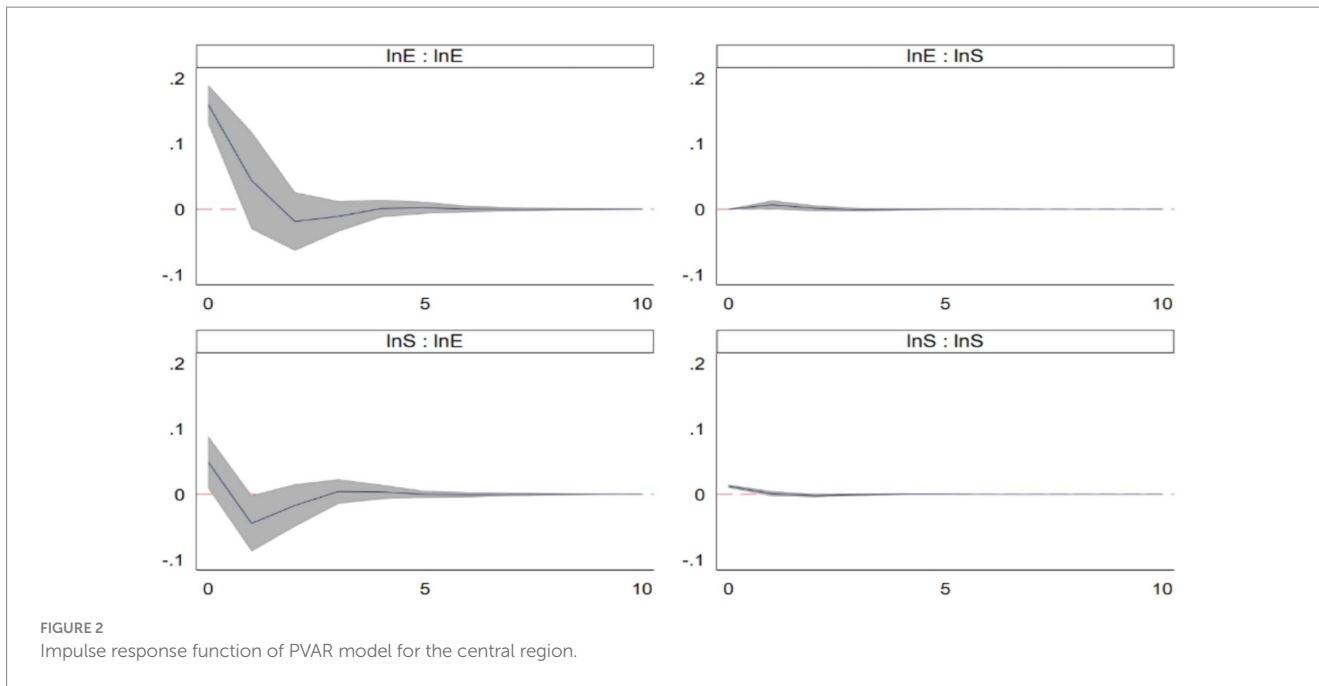 lnE : lnE
.2
.1
0
-.1
0 5 10
lnE : lnS
.2
.1
0
-.1
0 5 10
lnS : lnE
.2
.1
0
-.1
0 5 10
lnS : lnS
.2
.1
0
-.1
0 5 10
FIGURE 2
Impulse response function of PVAR model for the central region.